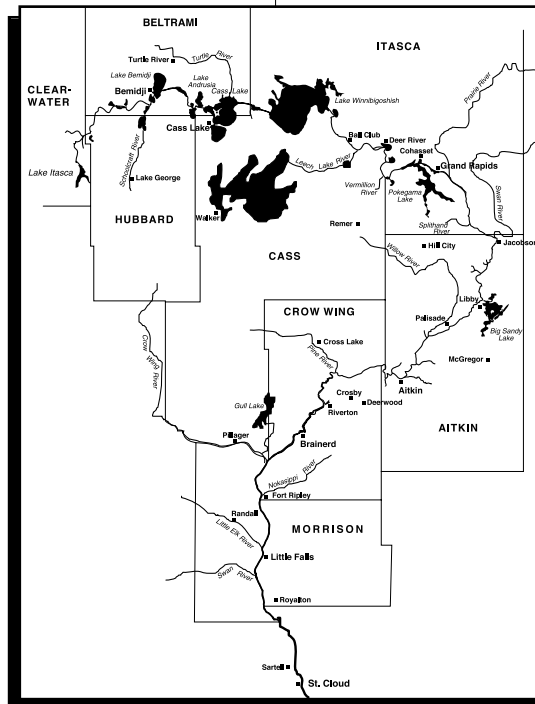 BELTRAMI
Turtle River
Turtle
River
ITASCA
Lake Bemidji
Bemidji
Lake
Andrusia
Cass Lake
CLEAR-
WATER
Lake Winnibigoshish
Prairie River
Cass Lake
Ball Club
Deer River
Cohasset
Grand Rapids
Leech Lake River
Schoolcraft River
Lake Itasca
Lake George
Vermillion
River
Pokegama
Lake
Swan River
HUBBARD
Walker
Remer
Splithand
River
Jacobson
Willow River
Hill City
CASS
Libby
CROW WING
Palisade
Big Sandy
Lake
Crow Wing
River
Pine River
Cross Lake
McGregor
Aitkin
Crosby
Deerwood
Gull Lake
Riverton
AITKIN
Pillager
Brainerd
Nokasippi
River
Fort Ripley
Randall
MORRISON
Little Elk
River
Little Falls
Swan
River
Royalton
Sartell
St. Cloud